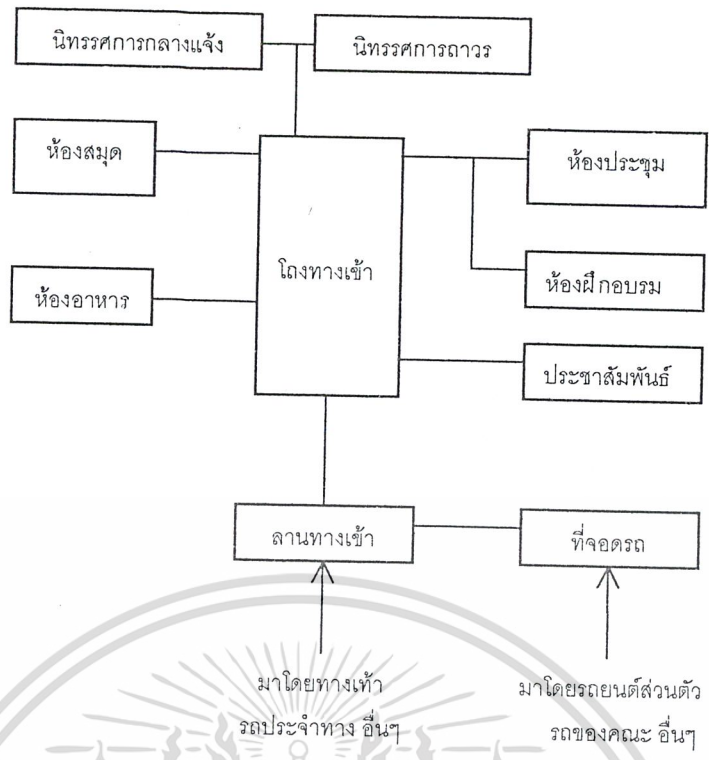 นิทรรศการกลางแจ้ง
นิทรรศการถาวร
ห้องสมุด
ห้องประชุม
โถงทางเข้า
ห้องอาหาร
ห้องฝึกอบรม
ประชาสัมพันธ์
ลานทางเข้า
ที่จอดรถ
มาโดยทางเท้า
รถประจำทาง อื่นๆ
มาโดยรถยนต์ส่วนตัว
รถของคณะ อื่นๆ